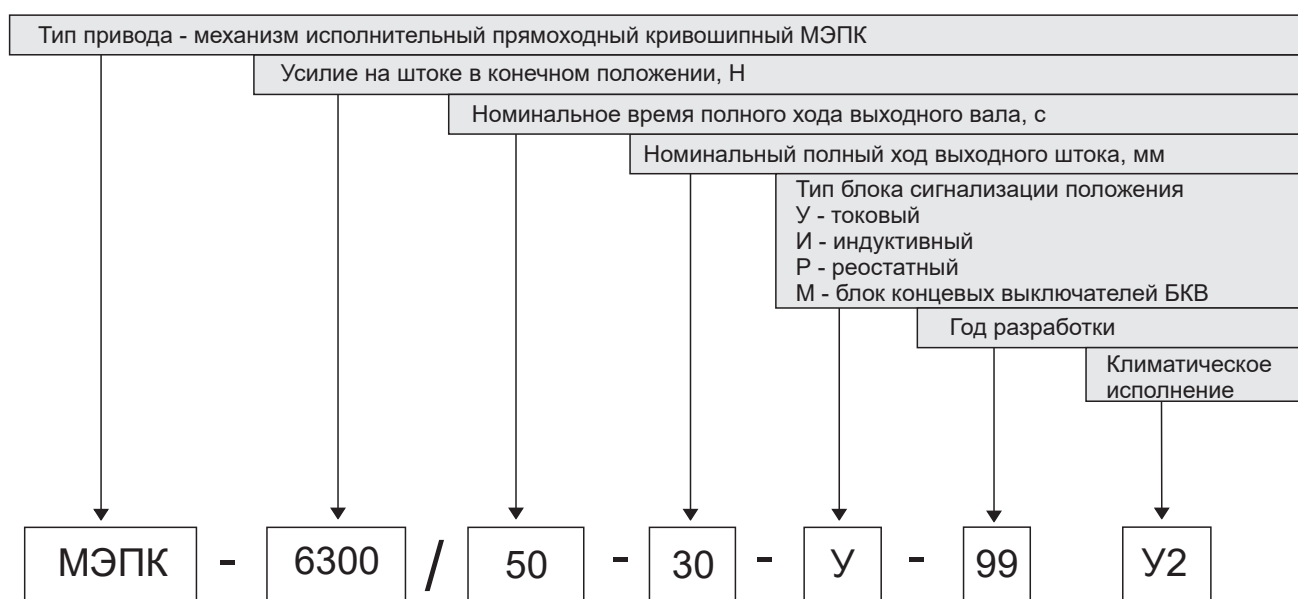 Тип привода - механизм исполнительный прямоходный кривошипный МЭПК
Усилие на штоке в конечном положении, Н
Номинальное время полного хода выходного вала, с
Номинальный полный ход выходного штока, мм
Тип блока сигнализации положения
У - токовый
И - индуктивный
Р - реостатный
М - блок концевых выключателей БКВ
Год разработки
Климатическое
исполнение
МЭПК - 6300 / 50 - 30 - У - 99 У2